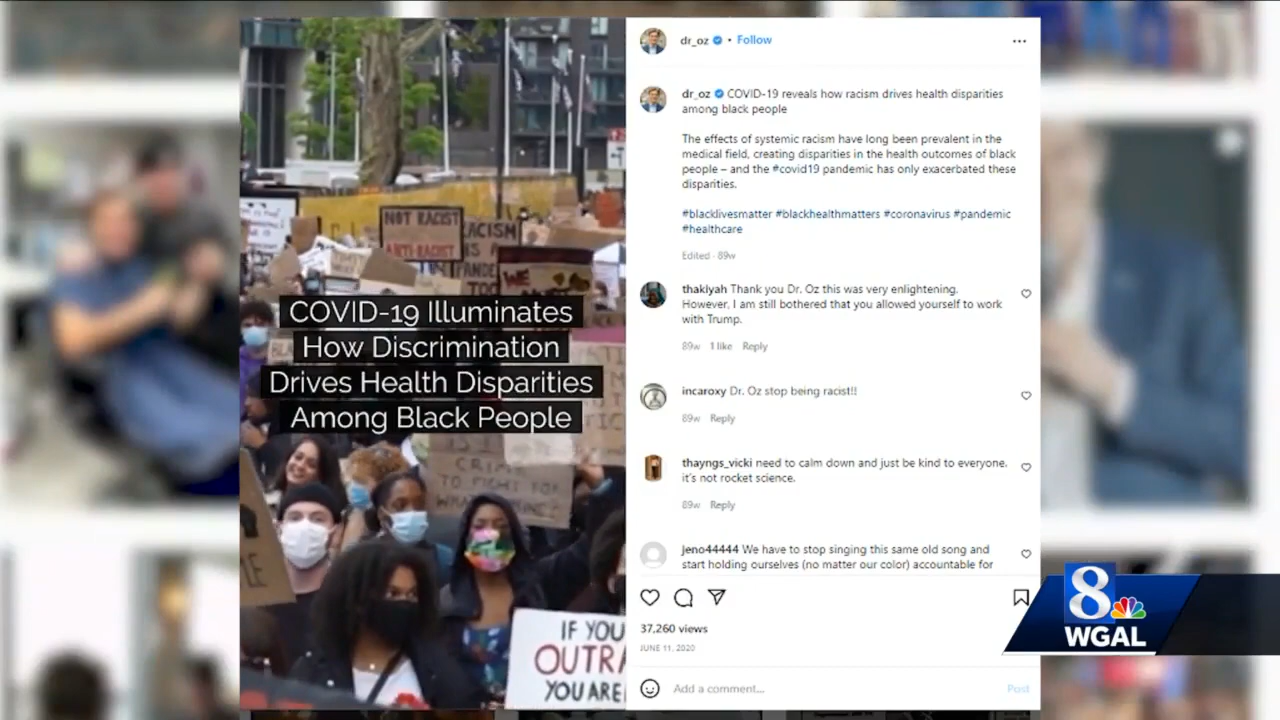 dr_oz • Follow
dr_oz COVID-19 reveals how racism drives health disparities
among black people
The effects of systemic racism have long been prevalent in the
medical field, creating disparities in the health outcomes of black
people – and the #covid19 pandemic has only exacerbated these
disparities.
#blacklivesmatter #blackhealthmatters #coronavirus #pandemic
#healthcare
Edited · 89w
thakiyah Thank you Dr. Oz this was very enlightening.
However, I am still bothered that you allowed yourself to work
with Trump.
89w 1 like Reply
incaroxy Dr. Oz stop being racist!!
89w Reply
thayngs_vicki need to calm down and just be kind to everyone.
it's not rocket science.
89w Reply
jeno44444 We have to stop singing this same old song and
start holding ourselves (no matter our color) accountable for
37,260 views
JUNE 11, 2020
Add a comment...
Post
NOT RACIST
ANTI-RACIST
RACISM
IS A
WE
COVID-19 Illuminates
How Discrimination
Drives Health Disparities
Among Black People
CRIME
TO FIGHT FOR
IF YOU
OUTRA
YOU ARE
8
WGAL